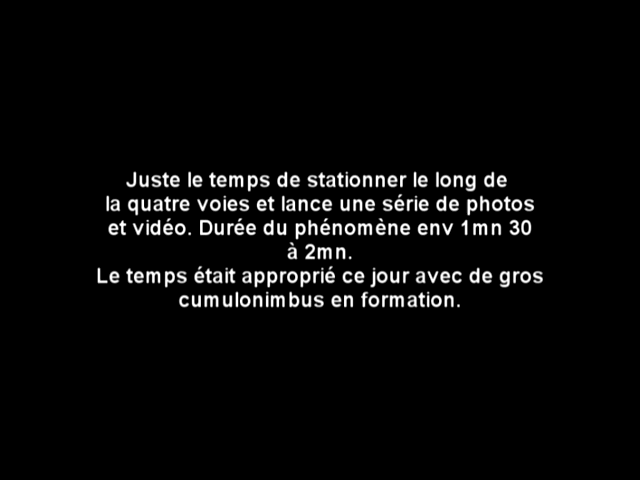 Juste le temps de stationner le long de
la quatre voies et lance une série de photos
et vidéo. Durée du phénomène env 1mn 30
à 2mn.
Le temps était approprié ce jour avec de gros
cumulonimbus en formation.